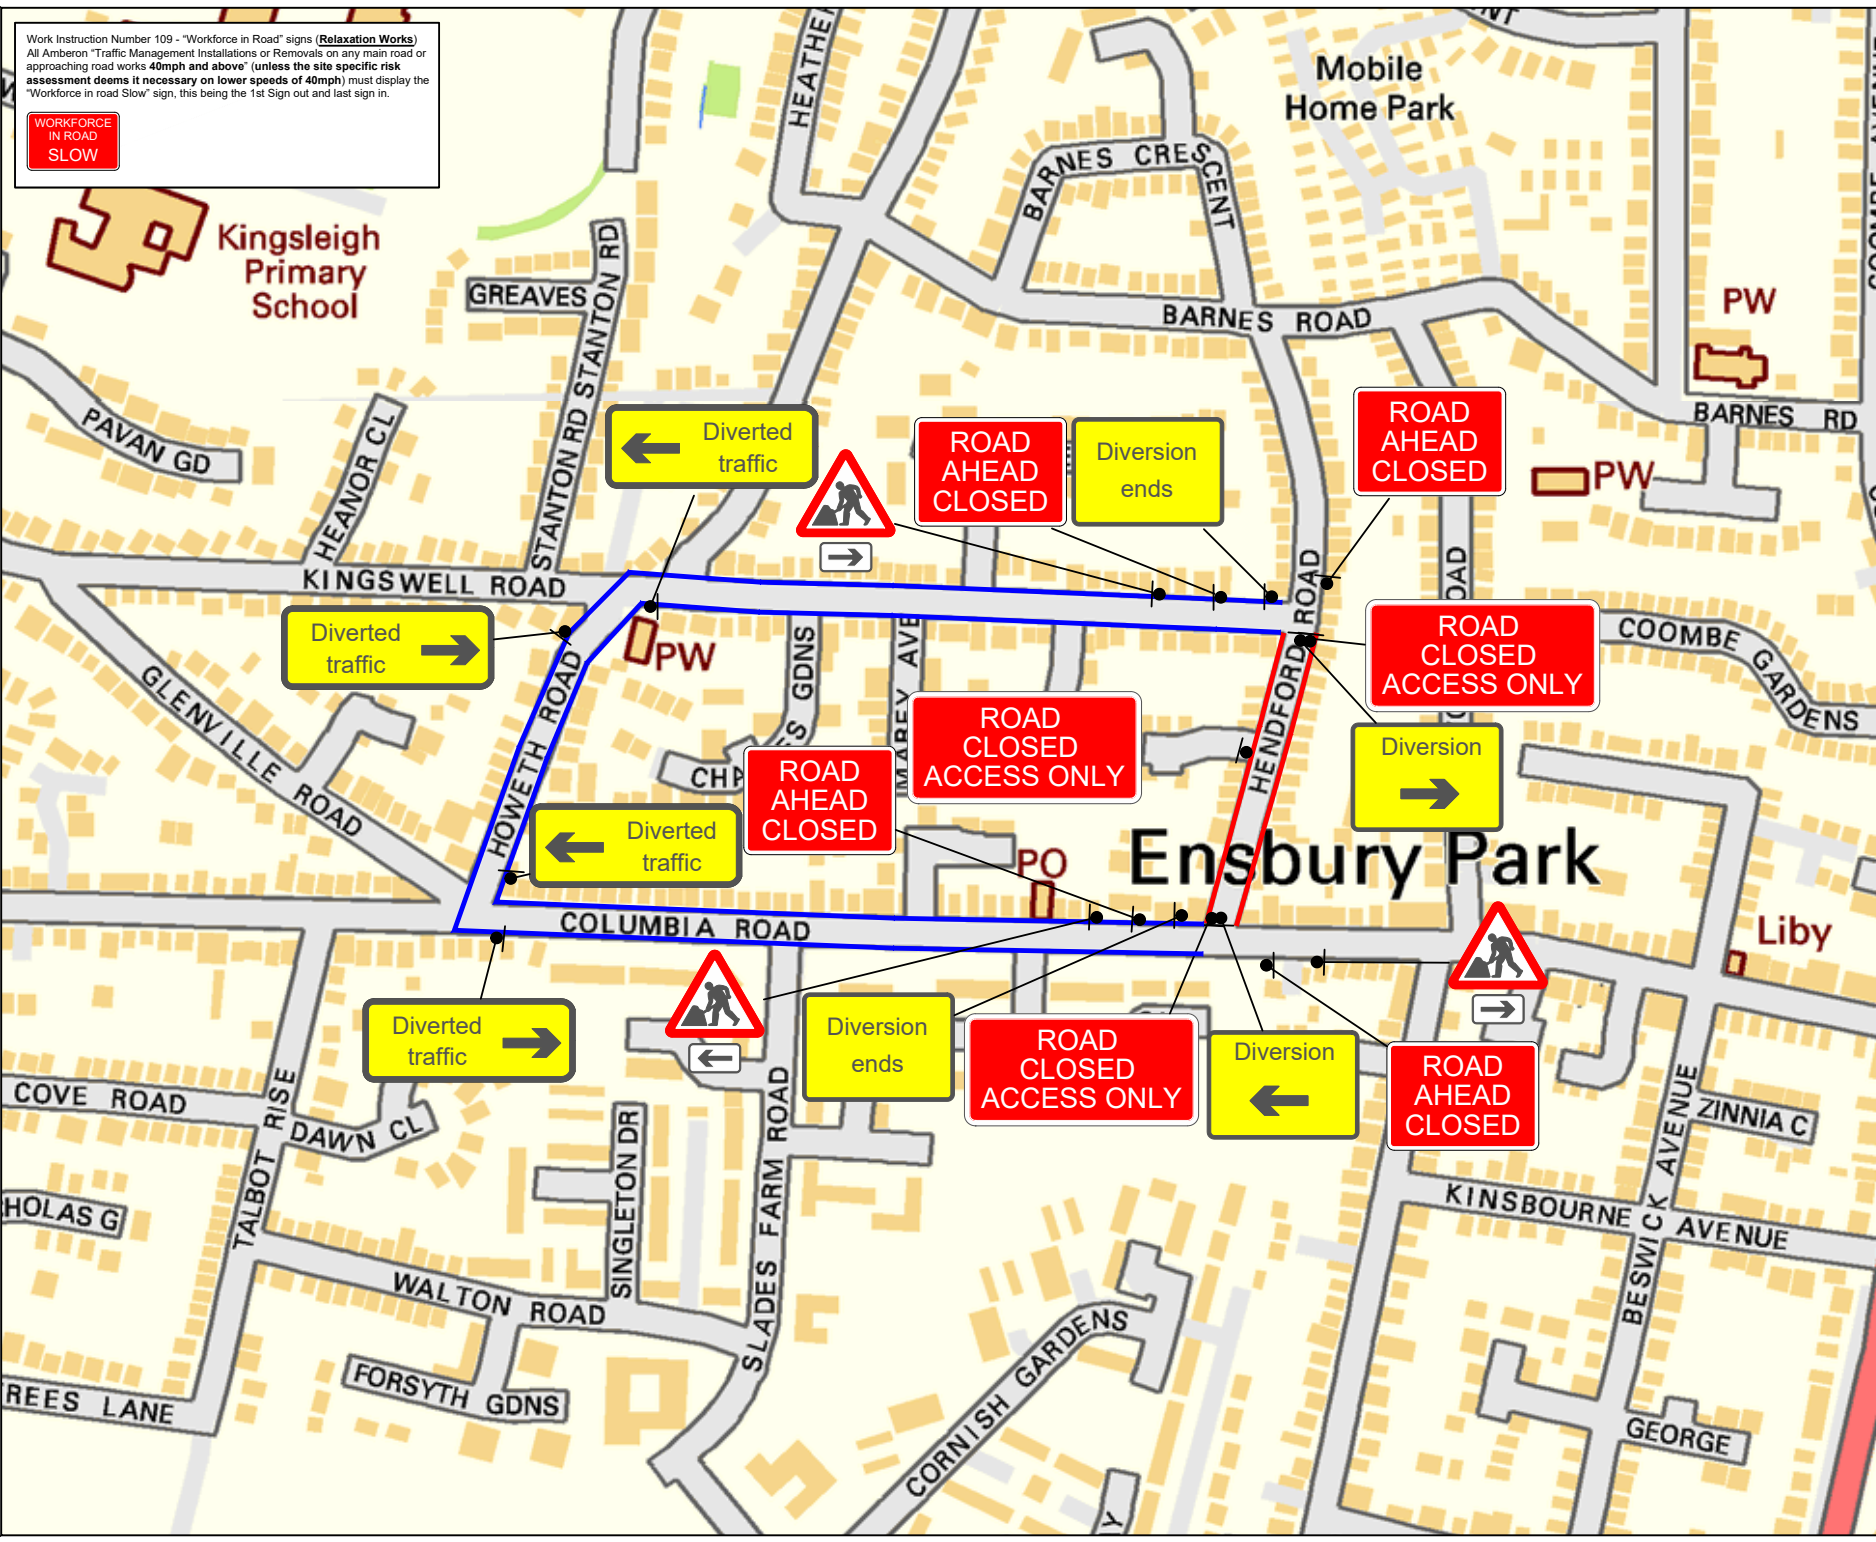 Work Instruction Number 109 - “Workforce in Road” signs (Relaxation Works)
All Amberon “Traffic Management Installations or Removals on any main road or
approaching road works 40mph and above” (unless the site specific risk
assessment deems it necessary on lower speeds of 40mph) must display the
“Workforce in road Slow” sign, this being the 1st Sign out and last sign in.
WORKFORCE
IN ROAD
SLOW
HEATHER
Mobile
Home Park
BARNES CRESCENT
Kingsleigh
Primary
School
GREAVES
STANTON RD
STANTON RD
BARNES ROAD
PW
BARNES RD
PAVAN GD
HEANOR CL
PW
Diverted
traffic
ROAD
AHEAD
CLOSED
Diversion
ends
ROAD
AHEAD
CLOSED
KINGSWELL ROAD
ROAD
OAD
COOMBE
GARDENS
Diverted
traffic
PW
GDNS
AVE
ROAD
CLOSED
ACCESS ONLY
GLENVILLE ROAD
HOWETH ROAD
HENDFORD
ROAD
CLOSED
ACCESS ONLY
Diversion
ROAD
AHEAD
CLOSED
Diverted
traffic
PO
Ensbury Park
COLUMBIA ROAD
Liby
Diverted
traffic
Diversion
ends
ROAD
CLOSED
ACCESS ONLY
Diversion
ROAD
AHEAD
CLOSED
COVE ROAD
DAWN CL
TALBOT RISE
SINGLETON DR
SLADES FARM ROAD
ZINNIA C
HOLAS G
KINSBOURNE AVENUE
BESWICK AVENUE
WALTON ROAD
FORSYTH GDNS
REES LANE
CORNISH GARDENS
GEORGE